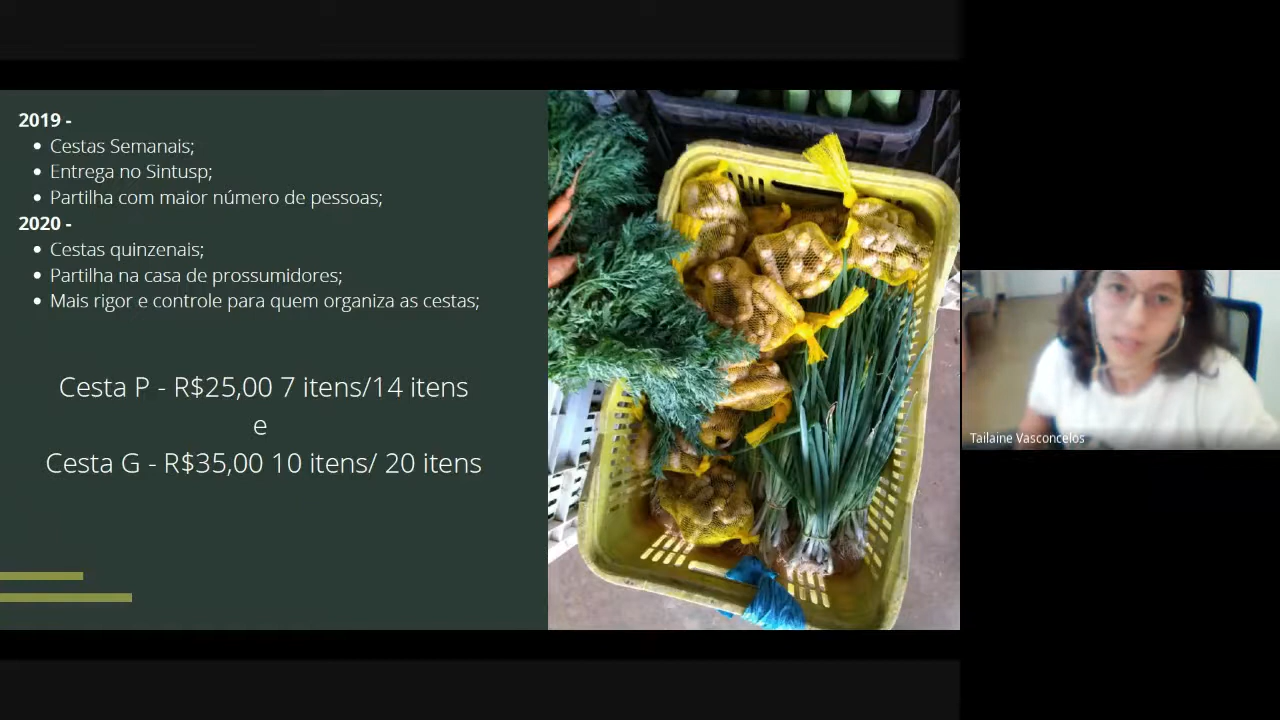 2019 -
Cestas Semanais;
Entrega no Sintusp;
Partilha com maior número de pessoas;
2020 -
Cestas quinzenais;
Partilha na casa de prossumidores;
Mais rigor e controle para quem organiza as cestas;
Cesta P - R$25,00 7 itens/14 itens
e
Cesta G - R$35,00 10 itens/ 20 itens
Tailaine Vasconcelos